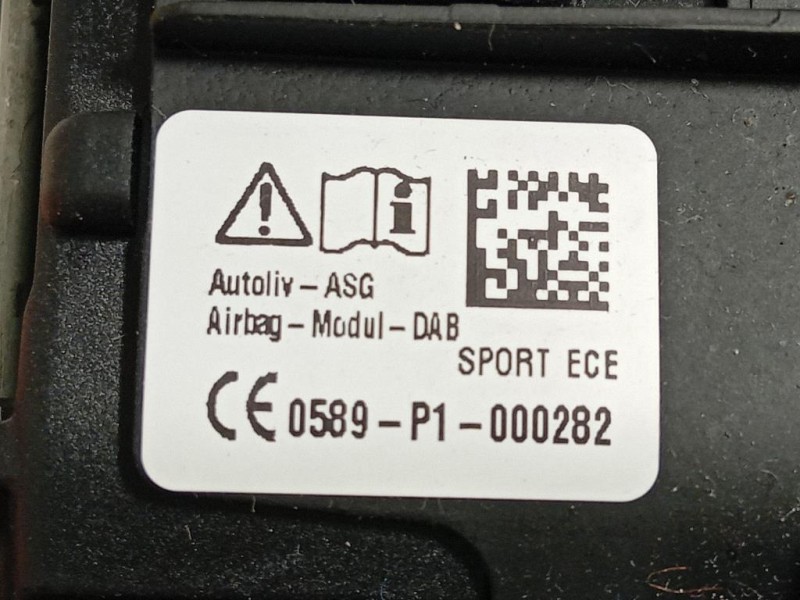 Autoliv-ASG
Airbag-Modul-DAB
SPORT ECE
CE 0589-P1-000282